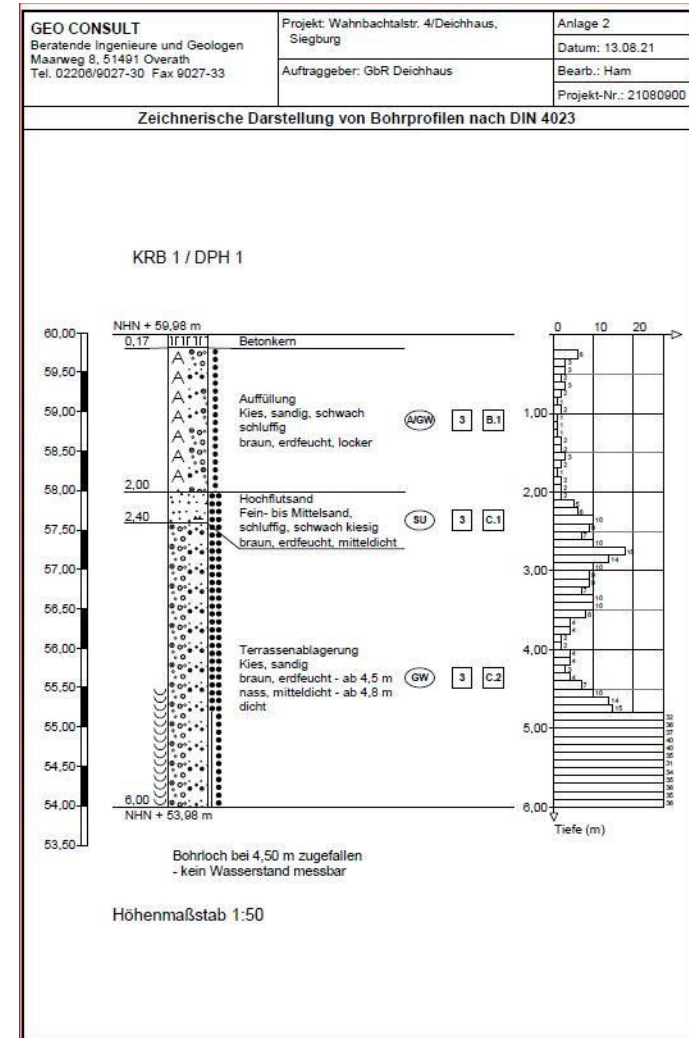 GEO CONSULT
Beratende Ingenieure und Geologen
Maarweg 8, 51491 Overath
Tel. 02206/9027-30 Fax 9027-33
Projekt: Wahnbachtalstr. 4/Deichhaus,
Siegburg
Auftraggeber: GbR Deichhaus
Anlage 2
Datum: 13.08.21
Bearb.: Ham
Projekt-Nr.: 21080900
Zeichnerische Darstellung von Bohrprofilen nach DIN 4023
KRB 1 / DPH 1
NHN + 59,98 m
60,00
59,50
59,00
58,50
58,00
57,50
57,00
56,50
56,00
55,50
55,00
54,50
54,00
53,50
0,17
Betonkern
A
A
A
A
A
A
Auffüllung
Kies, sandig, schwach
schluffig
braun, erdfeucht, locker
A/GW 3 B.1
2,00
Hochflutsand
Fein- bis Mittelsand,
schluffig, schwach kiesig
braun, erdfeucht, mitteldicht
SU 3 C.1
2,40
Terrassenablagerung
Kies, sandig
braun, erdfeucht - ab 4,5 m
nass, mitteldicht - ab 4,8 m
dicht
GW 3 C.2
6,00
NHN + 53,98 m
0 10 20
1,00
2,00
3,00
4,00
5,00
6,00
Tiefe (m)
Bohrloch bei 4,50 m zugefallen
- kein Wasserstand messbar
Höhenmaßstab 1:50